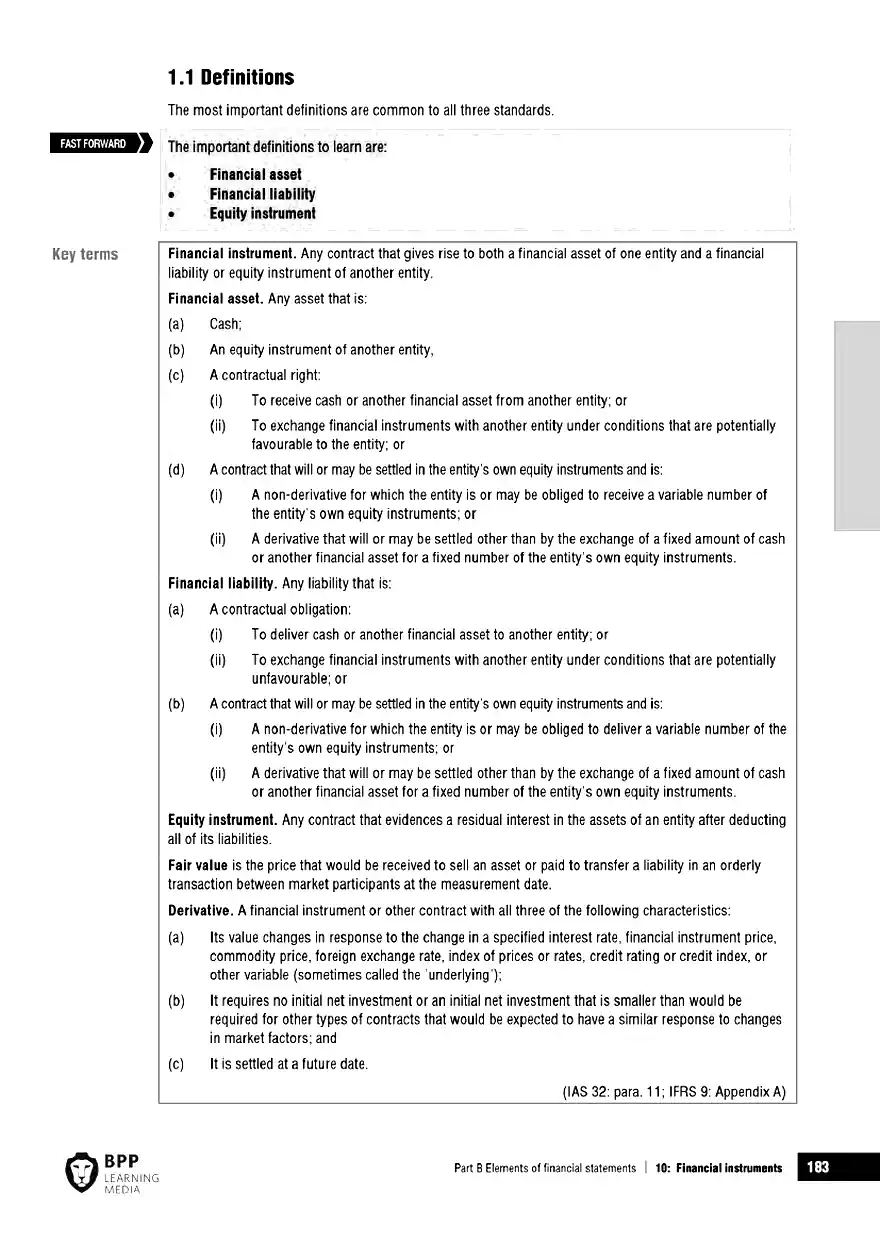 1.1 Definitions
The most important definitions are common to all three standards.
FAST FORWARD
The important definitions to learn are:
• Financial asset
• Financial liability
• Equity instrument
Key terms
Financial instrument. Any contract that gives rise to both a financial asset of one entity and a financial
liability or equity instrument of another entity.
Financial asset. Any asset that is:
(a) Cash;
(b) An equity instrument of another entity,
(c) A contractual right:
(i) To receive cash or another financial asset from another entity; or
(ii) To exchange financial instruments with another entity under conditions that are potentially
favourable to the entity; or
(d) A contract that will or may be settled in the entity's own equity instruments and is:
(i) A non-derivative for which the entity is or may be obliged to receive a variable number of
the entity's own equity instruments; or
(ii) A derivative that will or may be settled other than by the exchange of a fixed amount of cash
or another financial asset for a fixed number of the entity's own equity instruments.
Financial liability. Any liability that is:
(a) A contractual obligation:
(i) To deliver cash or another financial asset to another entity; or
(ii) To exchange financial instruments with another entity under conditions that are potentially
unfavourable; or
(b) A contract that will or may be settled in the entity's own equity instruments and is:
(i) A non-derivative for which the entity is or may be obliged to deliver a variable number of the
entity's own equity instruments; or
(ii) A derivative that will or may be settled other than by the exchange of a fixed amount of cash
or another financial asset for a fixed number of the entity's own equity instruments.
Equity instrument. Any contract that evidences a residual interest in the assets of an entity after deducting
all of its liabilities.
Fair value is the price that would be received to sell an asset or paid to transfer a liability in an orderly
transaction between market participants at the measurement date.
Derivative. A financial instrument or other contract with all three of the following characteristics:
(a) Its value changes in response to the change in a specified interest rate, financial instrument price,
commodity price, foreign exchange rate, index of prices or rates, credit rating or credit index, or
other variable (sometimes called the 'underlying');
(b) It requires no initial net investment or an initial net investment that is smaller than would be
required for other types of contracts that would be expected to have a similar response to changes
in market factors; and
(c) It is settled at a future date.
(IAS 32: para. 11; IFRS 9: Appendix A)
BPP
LEARNING
MEDIA
Part B Elements of financial statements | 10: Financial instruments 183